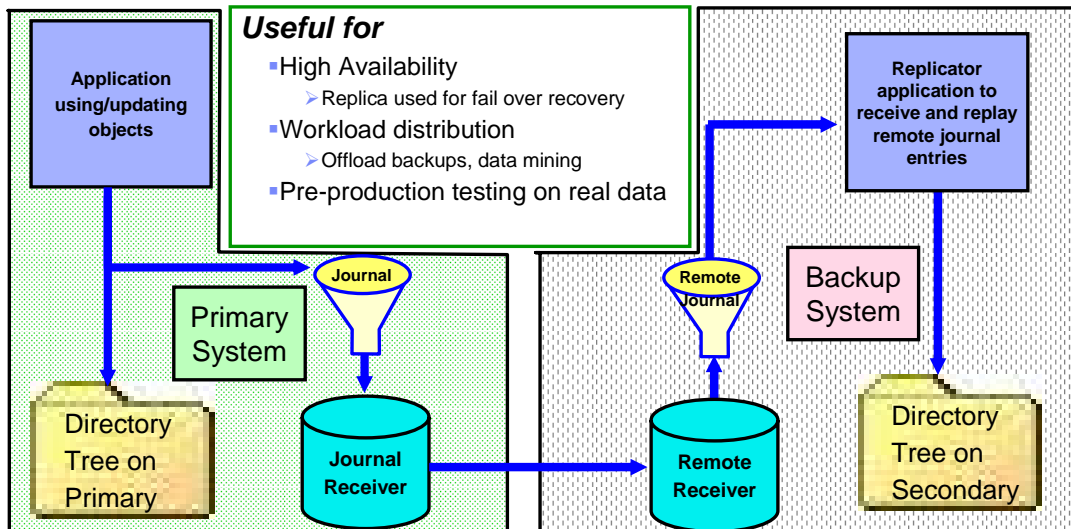 Useful for
▪High Availability
➢Replica used for fail over recovery
▪Workload distribution
➢Offload backups, data mining
▪Pre-production testing on real data
Application
using/updating
objects
Replicator
application to
receive and replay
remote journal
entries
Journal
Remote
Journal
Primary
System
Backup
System
Directory
Tree on
Primary
Journal
Receiver
Remote
Receiver
Directory
Tree on
Secondary